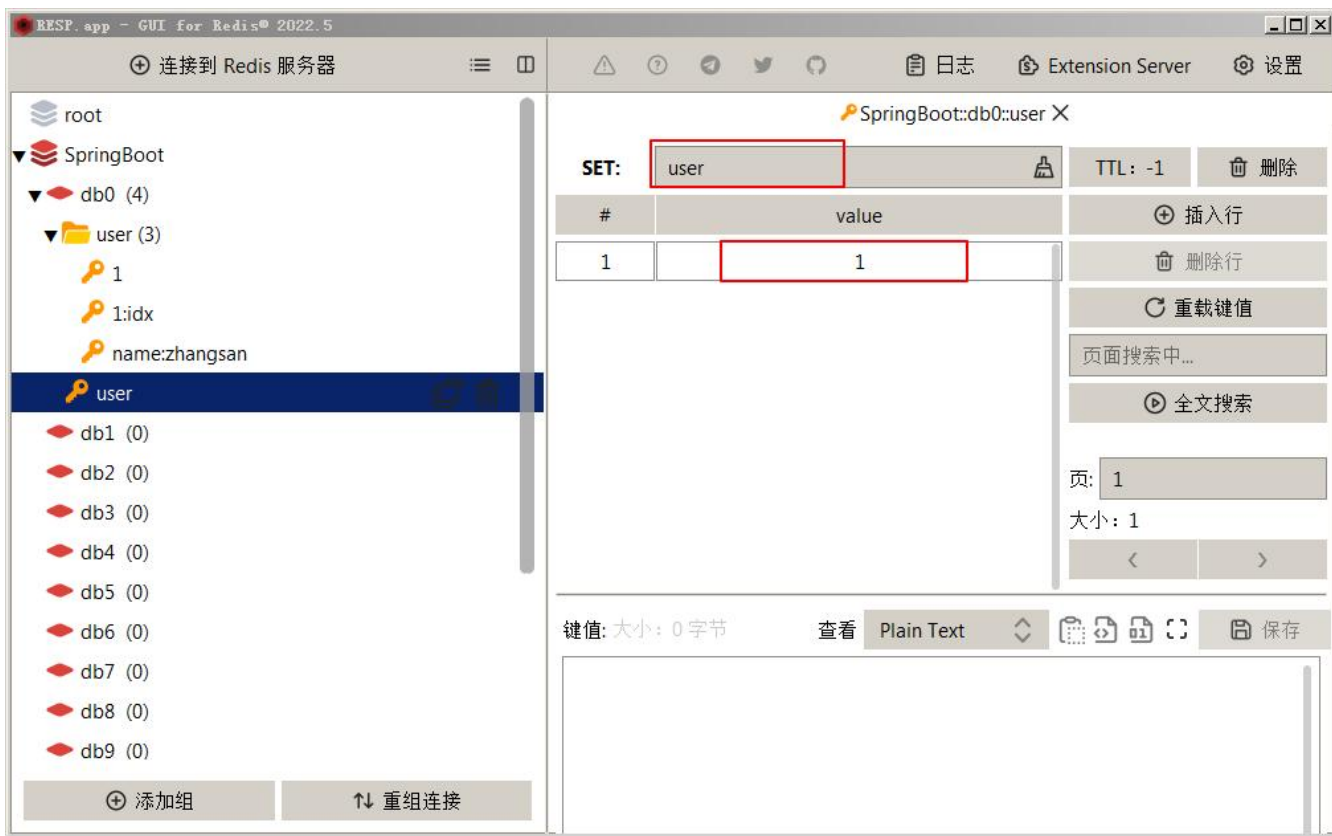 RESP.app - GUI for Redis® 2022.5
连接到 Redis 服务器
日志
Extension Server
设置
root
SpringBoot
db0 (4)
user (3)
1
1:idx
name:zhangsan
user
db1 (0)
db2 (0)
db3 (0)
db4 (0)
db5 (0)
db6 (0)
db7 (0)
db8 (0)
db9 (0)
添加组
重组连接
SpringBoot::db0::user
SET: user
TTL: -1
删除
# value
1 1
插入行
删除行
重载键值
页面搜索中...
全文搜索
页: 1
大小: 1
键值: 大小: 0 字节
查看 Plain Text
保存